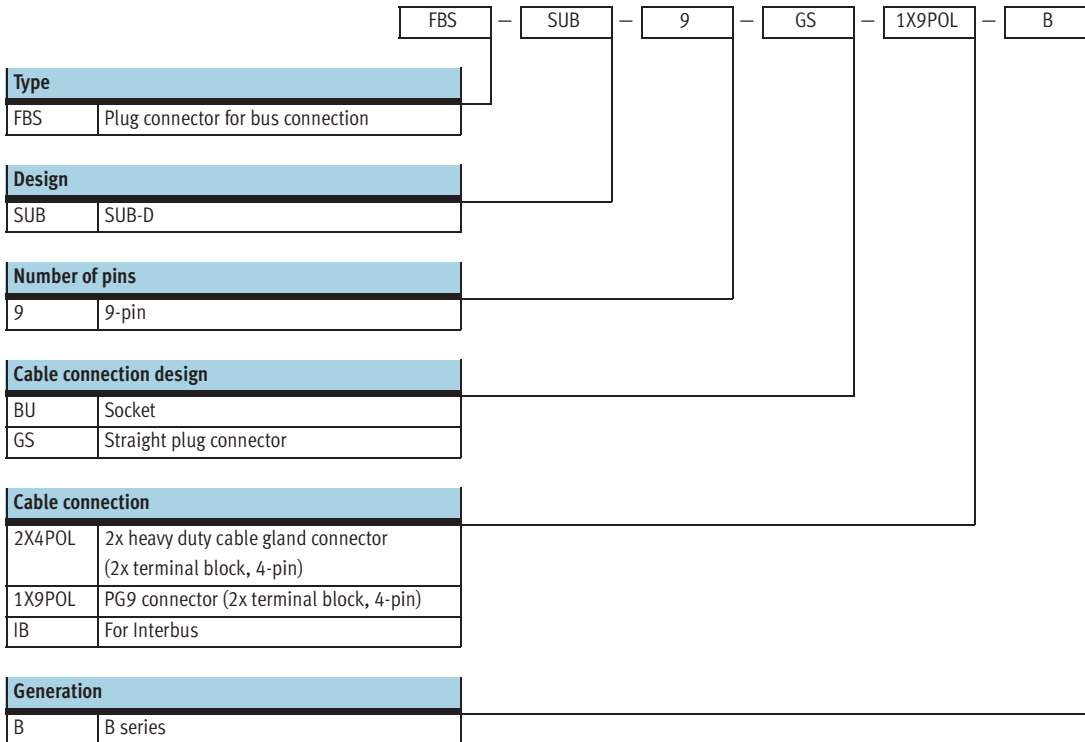 FBS – SUB – 9 – GS – 1X9POL – B
Type
FBS Plug connector for bus connection
Design
SUB SUB-D
Number of pins
9 9-pin
Cable connection design
BU Socket
GS Straight plug connector
Cable connection
2X4POL 2x heavy duty cable gland connector
(2x terminal block, 4-pin)
1X9POL PG9 connector (2x terminal block, 4-pin)
IB For Interbus
Generation
B B series